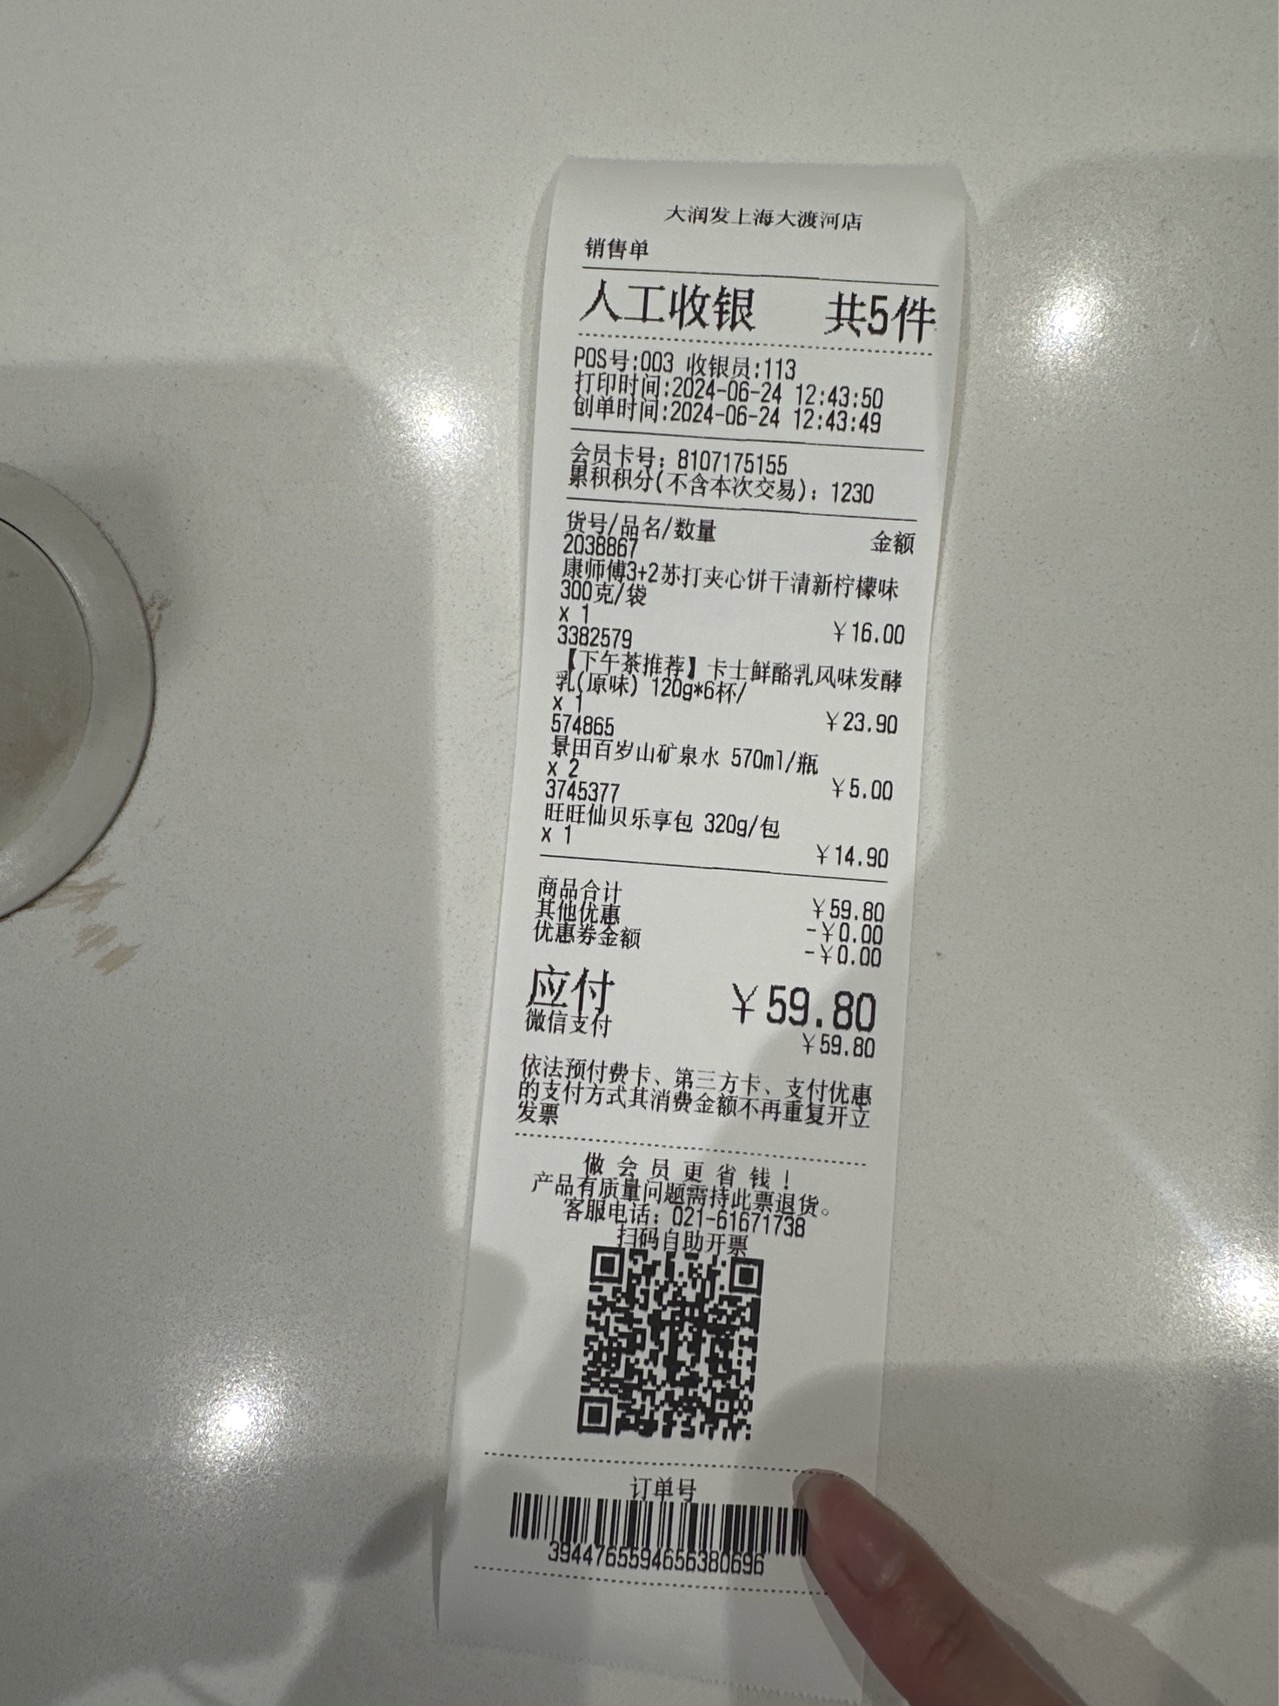 大润发上海大渡河店
销售单
人工收银 共5件
POS号:003 收银员:113
打印时间:2024-06-24 12:43:50
创单时间:2024-06-24 12:43:49
会员卡号: 8107175155
累积积分(不含本次交易): 1230
货号/品名/数量 金额
2038867
康师傅3+2苏打夹心饼干清新柠檬味
300克/袋
x 1 ￥16.00
3382579
【下午茶推荐】卡士鲜酪乳风味发酵
乳(原味) 120g*6杯/
x 1 ￥23.90
574865
景田百岁山矿泉水 570ml/瓶
x 2 ￥5.00
3745377
旺旺仙贝乐享包 320g/包
x 1 ￥14.90
商品合计 ￥59.80
其他优惠 -￥0.00
优惠券金额 -￥0.00
应付 ￥59.80
微信支付 ￥59.80
依法预付费卡、第三方卡、支付优惠
的支付方式其消费金额不再重复开立
发票
做会员更省钱!
产品有质量问题需持此票退货。
客服电话: 021-61671738
扫码自助开票
订单号
3944765594656380696